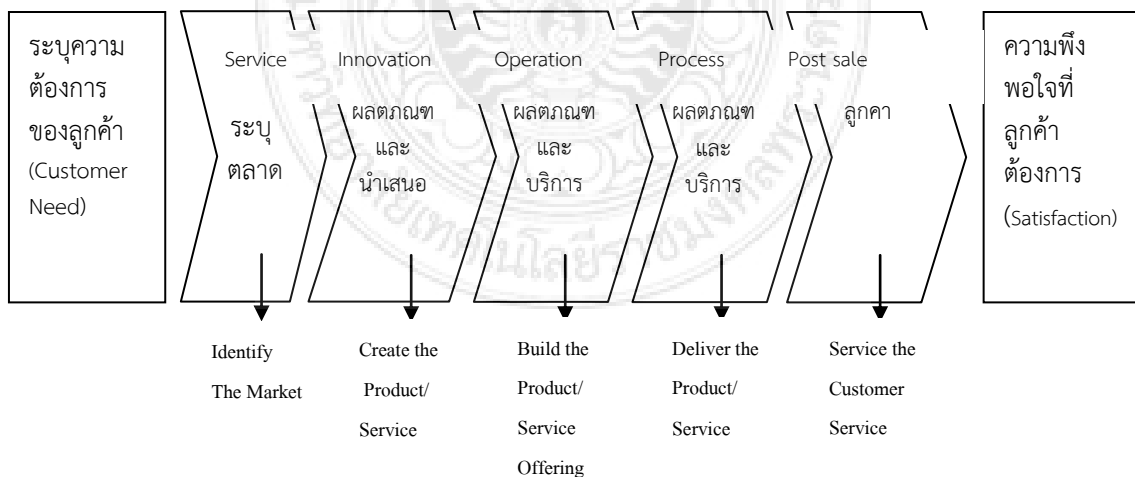 ระบุความ
ต้องการ
ของลูกค้า
(Customer
Need)
Service
ระบุ
ตลาด
Innovation
ผลตภณฑ
และ
นำเสนอ
Operation
ผลตภณฑ
และ
บริการ
Process
ผลตภณฑ
และ
บริการ
Post sale
ลูกคา
ความพึง
พอใจที่
ลูกค้า
ต้องการ
(Satisfaction)
Identify
The Market
Create the
Product/
Service
Build the
Product/
Service
Offering
Deliver the
Product/
Service
Service the
Customer
Service